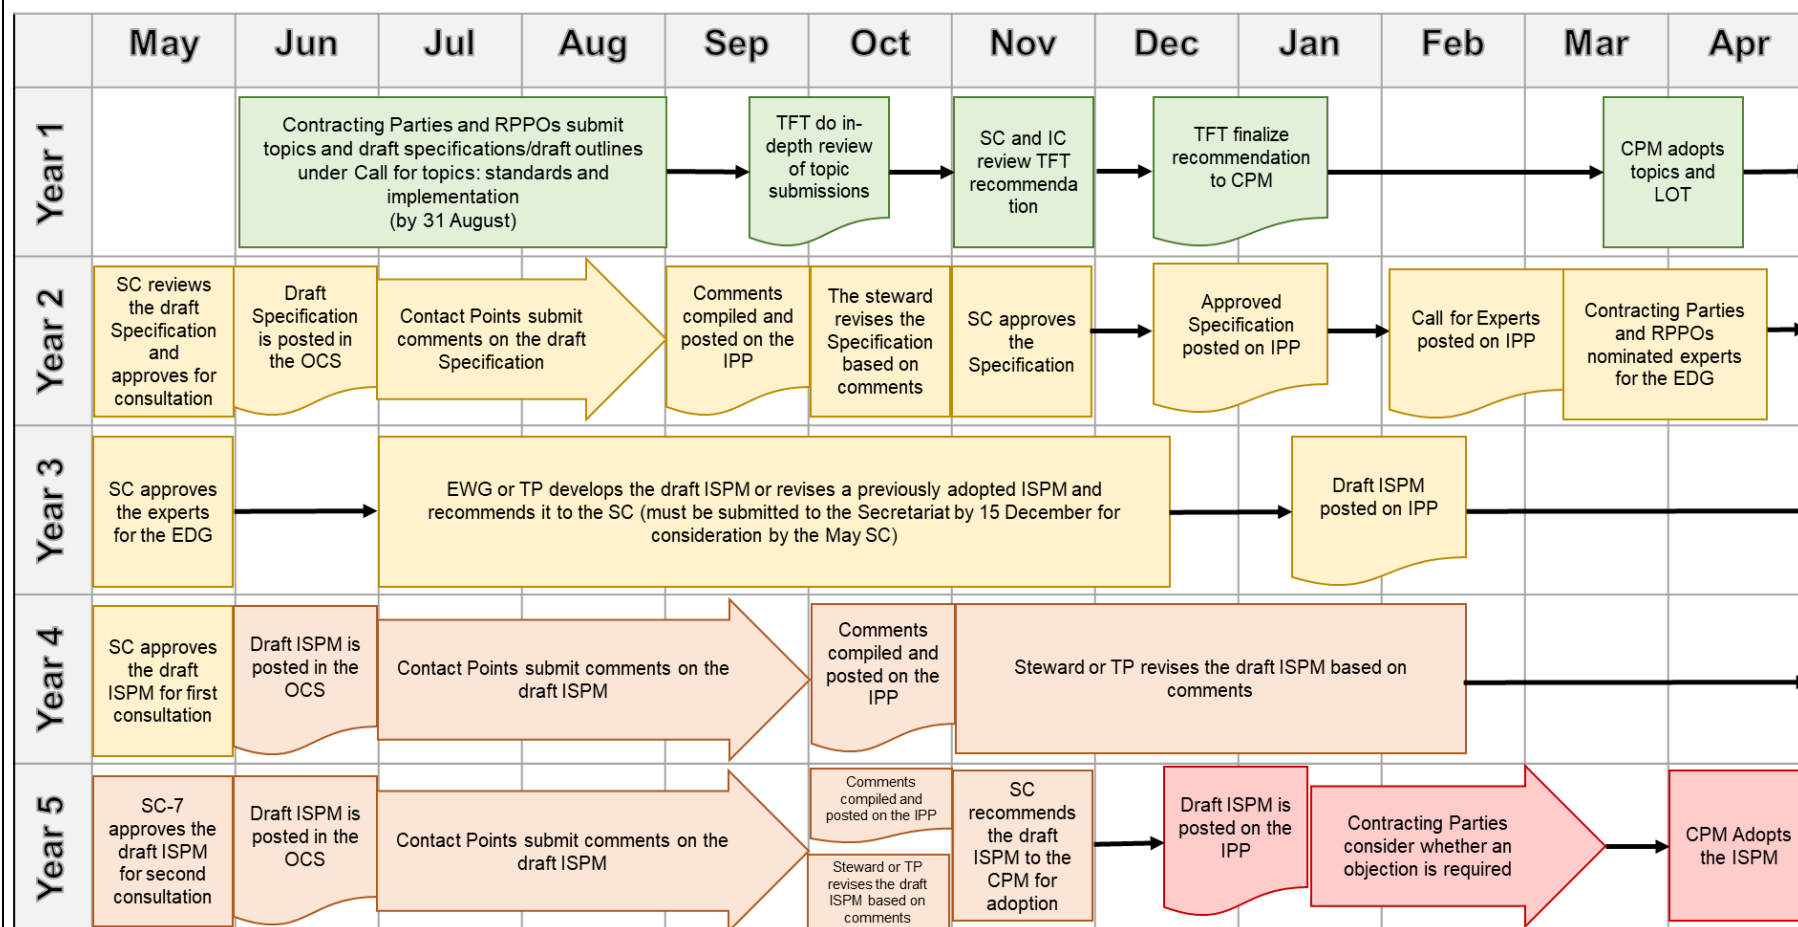 May Jun Jul Aug Sep Oct Nov Dec Jan Feb Mar Apr
Year 1
Contracting Parties and RPPOs submit
topics and draft specifications/draft outlines
under Call for topics: standards and
implementation
(by 31 August)
TFT do in-
depth review
of topic
submissions
SC and IC
review TFT
recommenda
tion
TFT finalize
recommendation
to CPM
CPM adopts
topics and
LOT
Year 2
SC reviews
the draft
Specification
and
approves for
consultation
Draft
Specification
is posted in
the OCS
Contact Points submit
comments on the draft
Specification
Comments
compiled and
posted on the
IPP
The steward
revises the
Specification
based on
comments
SC approves
the
Specification
Approved
Specification
posted on IPP
Call for Experts
posted on IPP
Contracting Parties
and RPPOs
nominated experts
for the EDG
Year 3
SC approves
the experts
for the EDG
EWG or TP develops the draft ISPM or revises a previously adopted ISPM and
recommends it to the SC (must be submitted to the Secretariat by 15 December for
consideration by the May SC)
Draft ISPM
posted on IPP
Year 4
SC approves
the draft
ISPM for first
consultation
Draft ISPM is
posted in the
OCS
Contact Points submit comments on the
draft ISPM
Comments
compiled and
posted on the
IPP
Steward or TP revises the draft ISPM based on
comments
Year 5
SC-7
approves the
draft ISPM
for second
consultation
Draft ISPM is
posted in the
OCS
Contact Points submit comments on the
draft ISPM
Comments
compiled and
posted on the IPP
Steward or TP
revises the draft
ISPM based on
comments
SC
recommends
the draft
ISPM to the
CPM for
adoption
Draft ISPM is
posted on the
IPP
Contracting Parties
consider whether an
objection is required
CPM Adopts
the ISPM